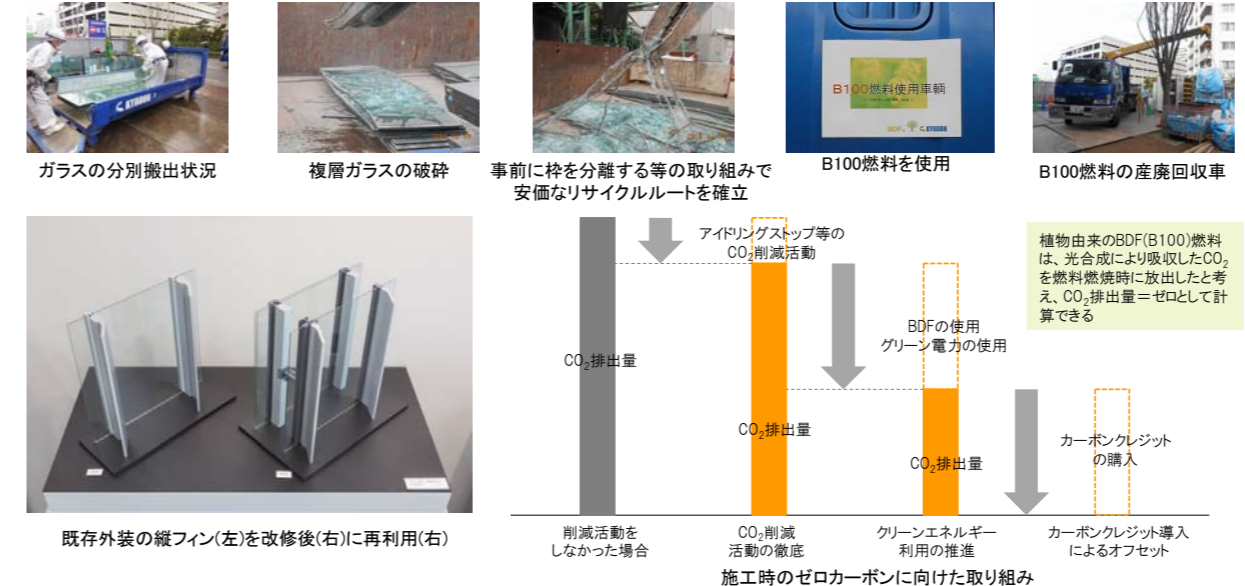 KYODOH
B100燃料使用車輌
BDF
KYODOH
ガラスの分別搬出状況
複層ガラスの破砕
事前に枠を分離する等の取り組みで
安価なリサイクルルートを確立
B100燃料を使用
B100燃料の産廃回収車
既存外装の縦フィン(左)を改修後(右)に再利用(右)
アイドリングストップ等の
CO₂削減活動
植物由来のBDF(B100)燃料
は、光合成により吸収したCO₂
を燃料燃焼時に放出したと考
え、CO₂排出量＝ゼロとして計
算できる
BDFの使用
グリーン電力の使用
CO₂排出量
CO₂排出量
CO₂排出量
カーボンクレジット
の購入
削減活動を
しなかった場合
CO₂削減
活動の徹底
クリーンエネルギー
利用の推進
カーボンクレジット導入
によるオフセット
施工時のゼロカーボンに向けた取り組み